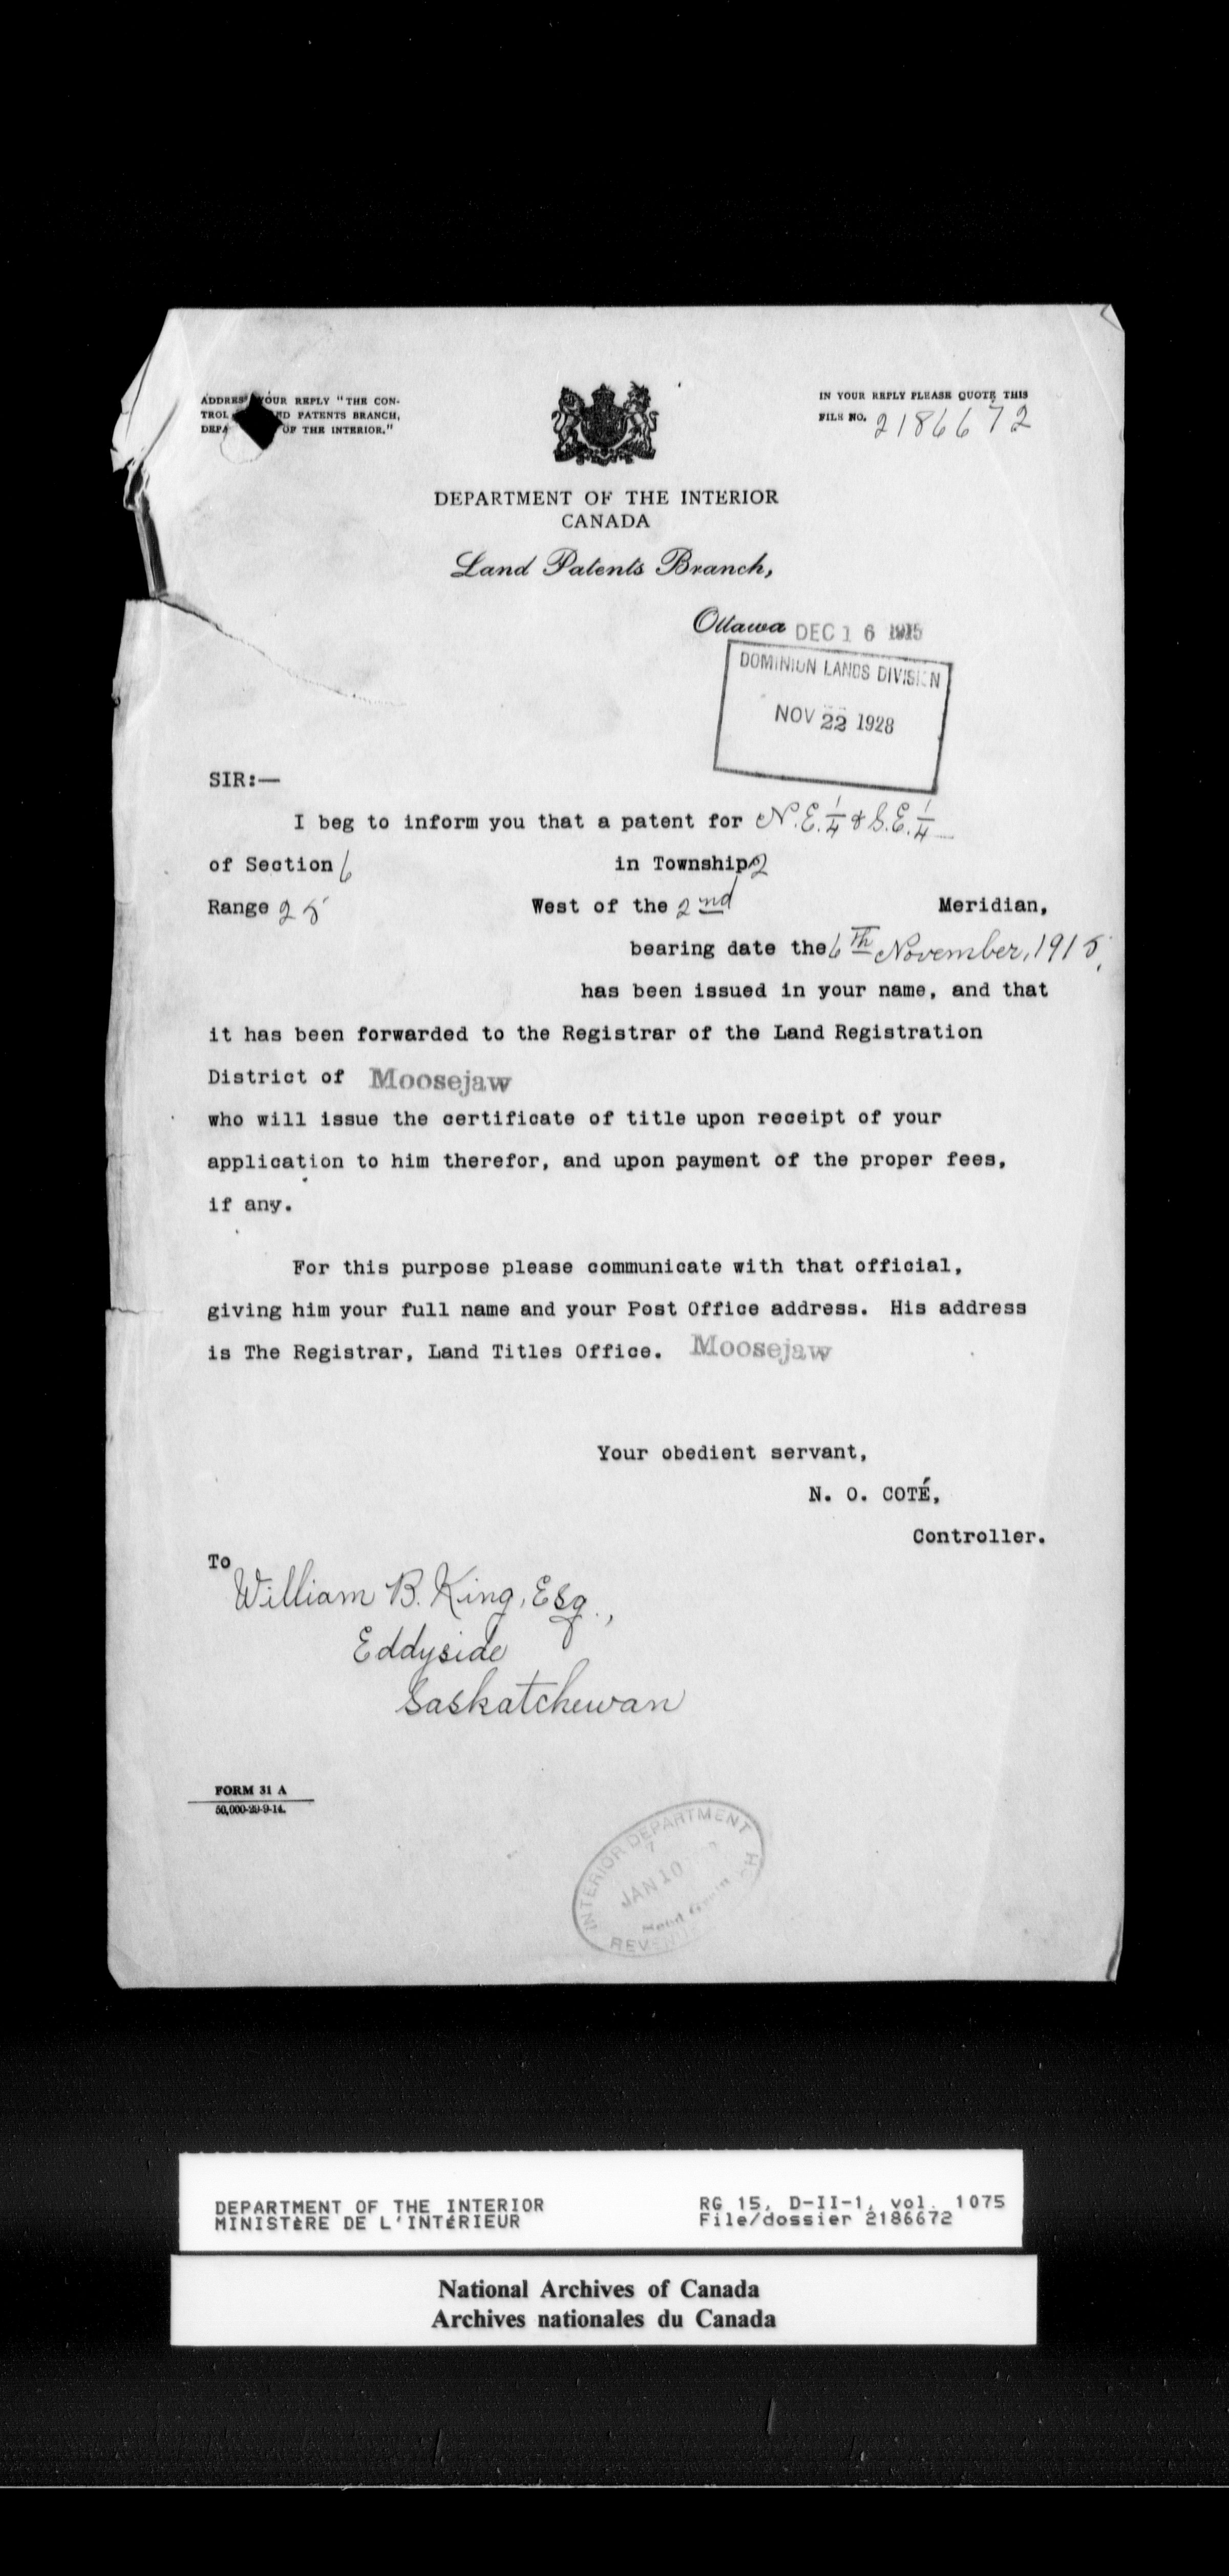 ADDRESS YOUR REPLY "THE CON-
TROL ND PATENTS BRANCH,
DEPA OF THE INTERIOR."
IN YOUR REPLY PLEASE QUOTE THIS
FILE NO. 2186672
DEPARTMENT OF THE INTERIOR
CANADA
Land Patents Branch,
Ottawa DEC 16 1915
DOMINION LANDS DIVISION
NOV 22 1928
SIR:—
I beg to inform you that a patent for N.E. 1/4 & S.E. 1/4
of Section 6 in Township 2
Range 25 West of the 2nd Meridian,
bearing date the 6th November, 1915,
has been issued in your name, and that
it has been forwarded to the Registrar of the Land Registration
District of Moosejaw
who will issue the certificate of title upon receipt of your
application to him therefor, and upon payment of the proper fees,
if any.
For this purpose please communicate with that official,
giving him your full name and your Post Office address. His address
is The Registrar, Land Titles Office. Moosejaw
Your obedient servant,
N. O. COTÉ,
Controller.
To
William B. King, Esq.,
Eddyside
Saskatchewan
FORM 31 A
50,000-29-9-14.
INTERIOR DEPARTMENT
JAN 10
DEPARTMENT OF THE INTERIOR
MINISTÈRE DE L'INTÉRIEUR
RG 15, D-II-1, vol. 1075
File/dossier 2186672
National Archives of Canada
Archives nationales du Canada